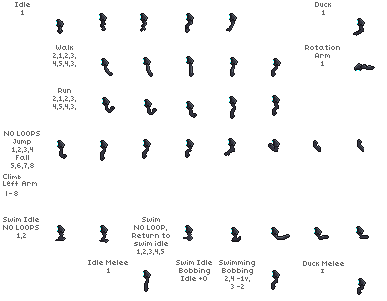 Idle
1
Duck
1
Walk
2,1,2,3,
4,5,4,3,
Rotation
Arm
1
Run
2,1,2,3,
4,5,4,3,
NO LOOPS
Jump
1,2,3,4
Fall
5,6,7,8
Climb
Left Arm
1-8
Swim Idle
NO LOOPS
1,2
Swim
NO LOOP,
Return to
swim idle
1,2,3,4,5
Idle Melee
1
Swim Idle
Bobbing
Idle +0
Swimming
Bobbing
2,4 -1v,
3 -2
Duck Melee
1